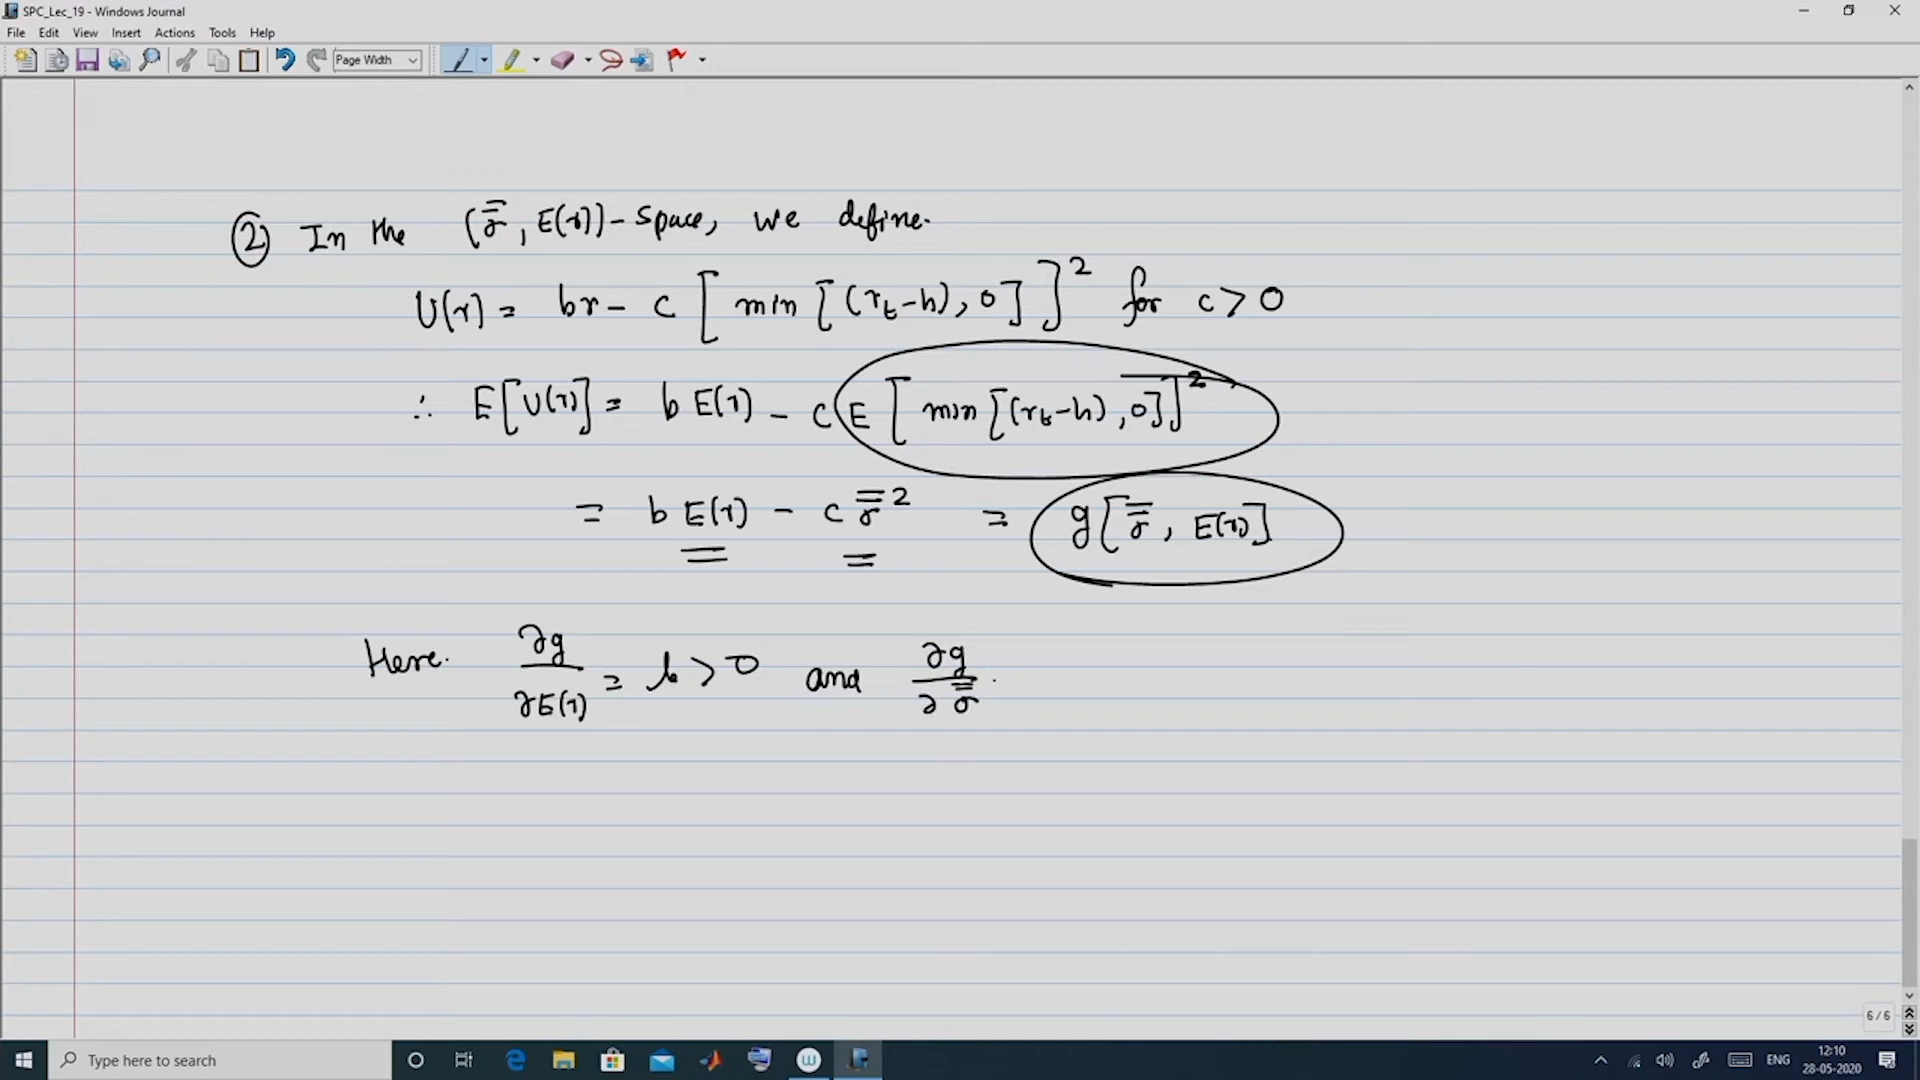 SPC_Lec_19 - Windows Journal
File Edit View Insert Actions Tools Help
Page Width
② In the (σ̿, E(r)) - Space, we define.
U(r) = br - c [ min [(r_t - h), 0] ]² for c > 0
∴ E[U(r)] = b E(r) - c E [ min [(r_t - h), 0] ]²
= b E(r) - c σ̿² = g[σ̿, E(r)]
Here. ∂g/∂E(r) = b > 0 and ∂g/∂σ̿
6 / 6
Type here to search
ENG
12:10
28-05-2020